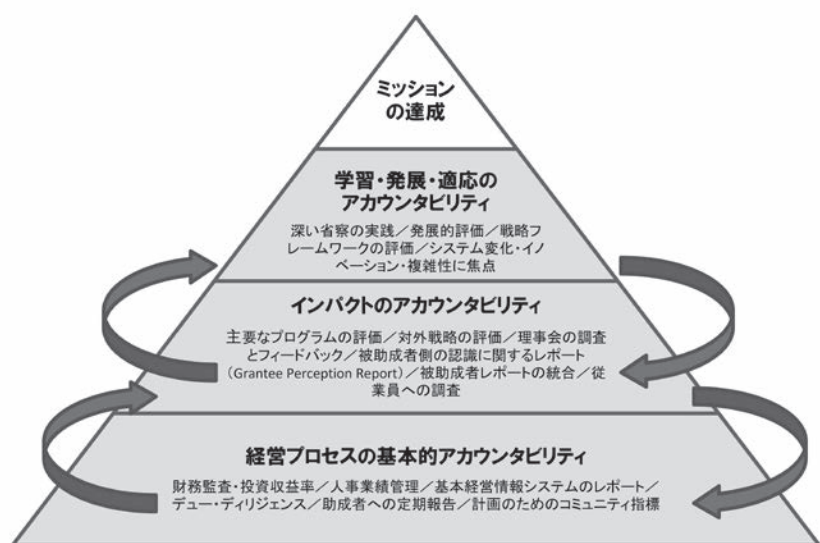 ミッション
の達成
学習・発展・適応の
アカウンタビリティ
深い省察の実践／発展的評価／戦略フ
レームワークの評価／システム変化・イノ
ベーション・複雑性に焦点
インパクトのアカウンタビリティ
主要なプログラムの評価／対外戦略の評価／理事会の調査
とフィードバック／被助成者側の認識に関するレポート
（Grantee Perception Report）／被助成者レポートの統合／従
業員への調査
経営プロセスの基本的アカウンタビリティ
財務監査・投資収益率／人事業績管理／基本経営情報システムのレポート／
デュー・ディリジェンス／助成者への定期報告／計画のためのコミュニティ指標